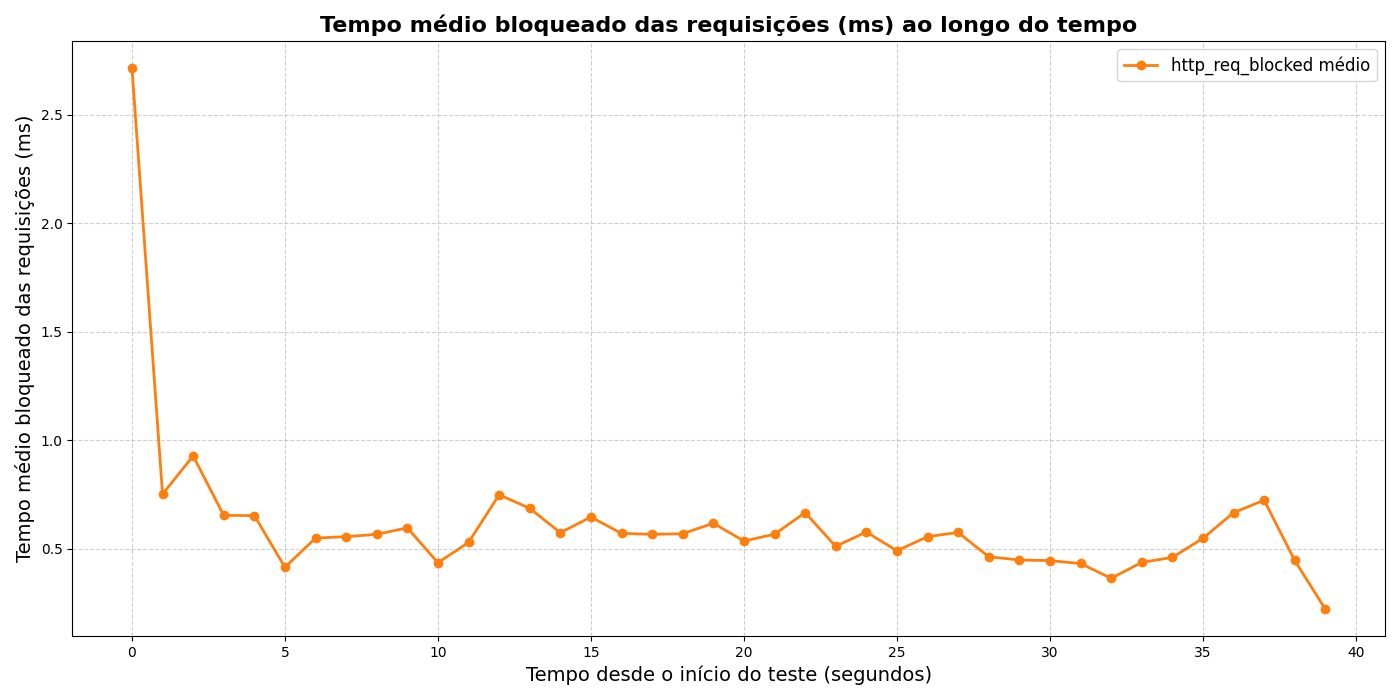 Tempo médio bloqueado das requisições (ms) ao longo do tempo
http_req_blocked médio
Tempo médio bloqueado das requisições (ms)
2.5
2.0
1.5
1.0
0.5
0 5 10 15 20 25 30 35 40
Tempo desde o início do teste (segundos)